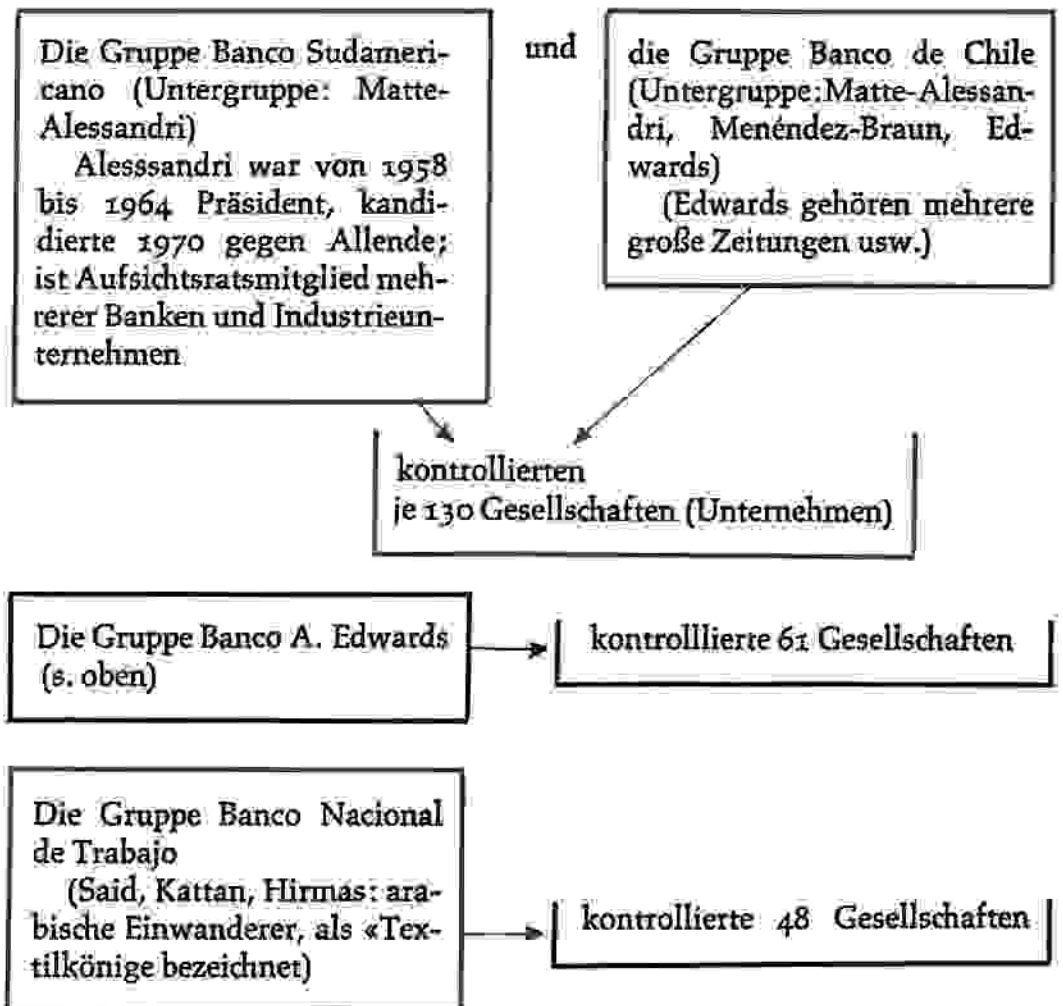 Die Gruppe Banco Sudameri-
cano (Untergruppe: Matte-
Alessandri)
Alesssandri war von 1958
bis 1964 Präsident, kandi-
dierte 1970 gegen Allende;
ist Aufsichtsratsmitglied meh-
rerer Banken und Industrieun-
ternehmen
und
die Gruppe Banco de Chile
(Untergruppe:Matte-Alessan-
dri, Menéndez-Braun, Ed-
wards)
(Edwards gehören mehrere
große Zeitungen usw.)
kontrollierten
je 130 Gesellschaften (Unternehmen)
Die Gruppe Banco A. Edwards
(s. oben)
kontrolllierte 61 Gesellschaften
Die Gruppe Banco Nacional
de Trabajo
(Said, Kattan, Hirmas: ara-
bische Einwanderer, als «Tex-
tilkönige bezeichnet)
kontrollierte 48 Gesellschaften